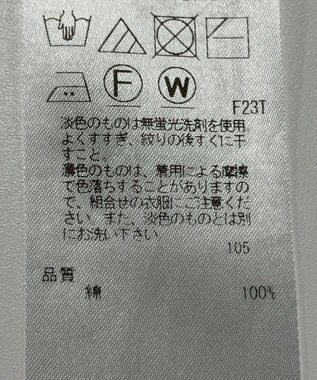 F
W
F23T
淡色のものは無蛍光洗剤を使用
よくすすぎ、絞りの後すぐに干
すこと。
濃色のものは、着用による摩擦
で色落ちすることがありますの
で、組合せの衣服にご注意くだ
さい。また、淡色のものとは別
にお洗い下さい。
105
品質
綿 100%